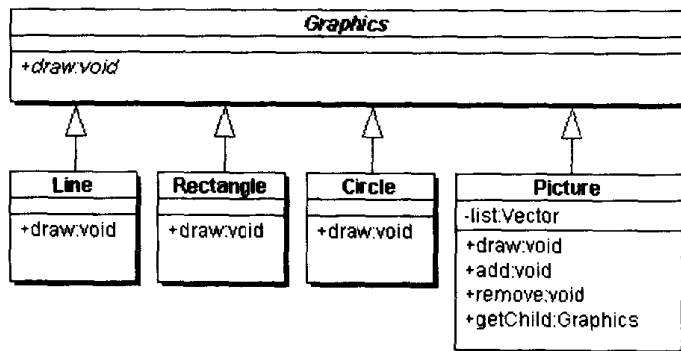 Graphics
+draw:void
Line
+draw:void
Rectangle
+draw:void
Circle
+draw:void
Picture
-list:Vector
+draw:void
+add:void
+remove:void
+getChild:Graphics